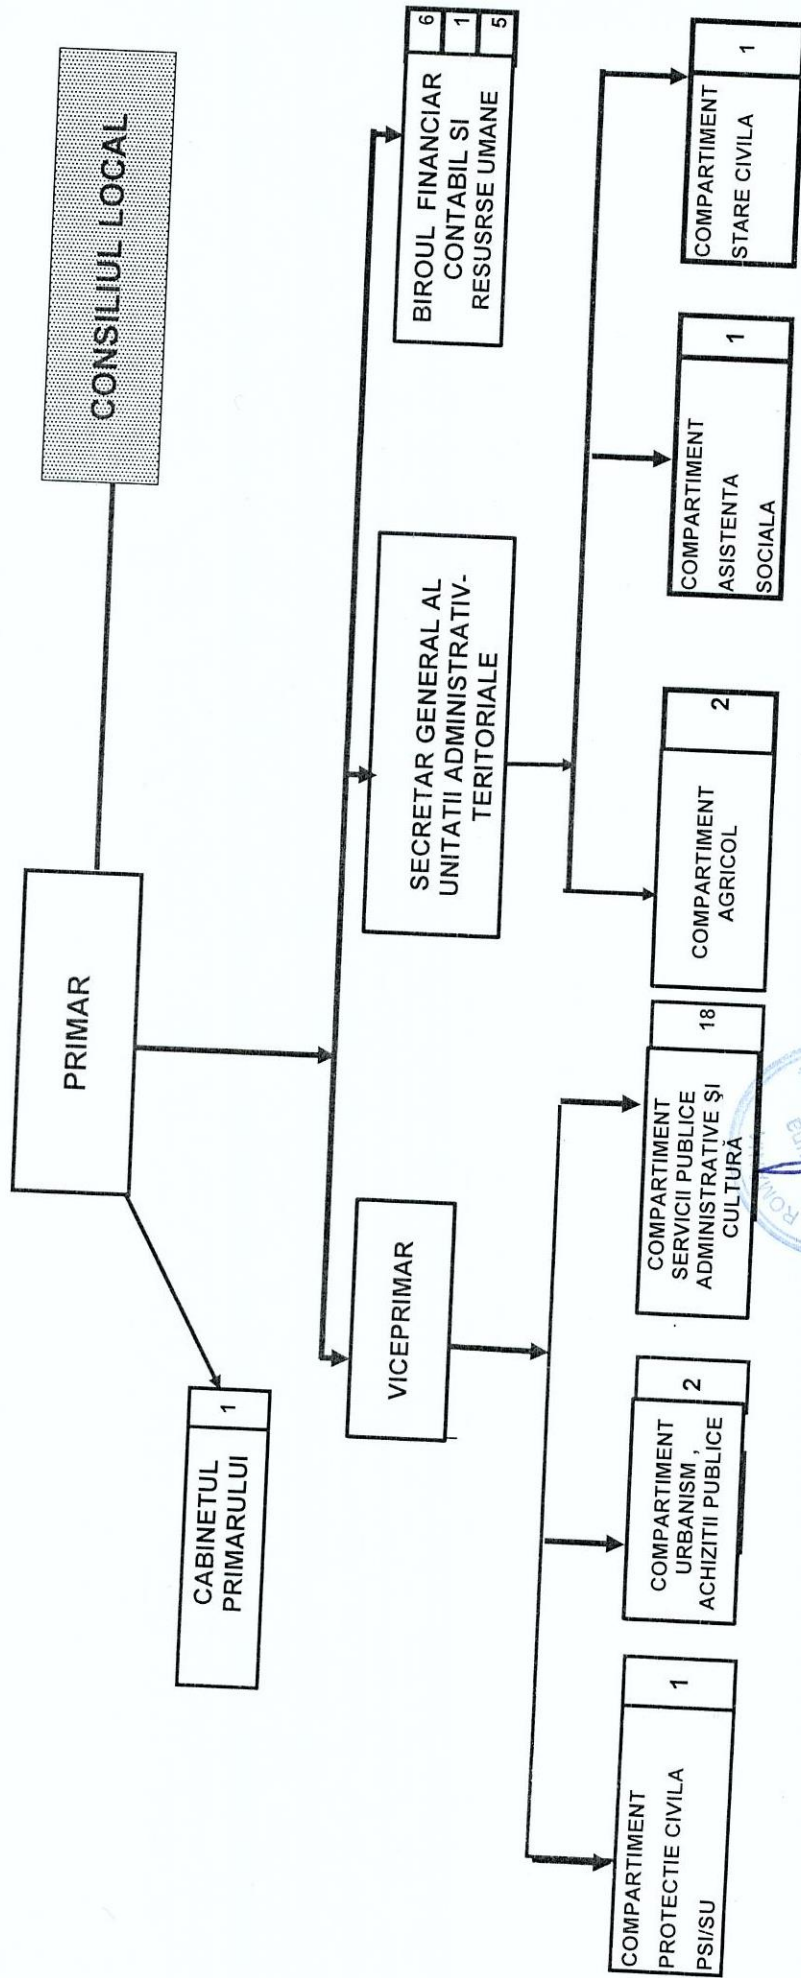 CONSILIUL LOCAL
PRIMAR
CABINETUL
PRIMARULUI
1
VICEPRIMAR
SECRETAR GENERAL AL
UNITATII ADMINISTRATIV-
TERITORIALE
BIROUL FINANCIAR
CONTABIL SI
RESUSRSE UMANE
6
1
5
COMPARTIMENT
PROTECTIE CIVILA
PSI/SU
1
COMPARTIMENT
URBANISM ,
ACHIZITII PUBLICE
2
COMPARTIMENT
SERVICII PUBLICE
ADMINISTRATIVE ŞI
CULTURĂ
18
COMPARTIMENT
AGRICOL
2
COMPARTIMENT
ASISTENTA
SOCIALA
1
COMPARTIMENT
STARE CIVILA
1